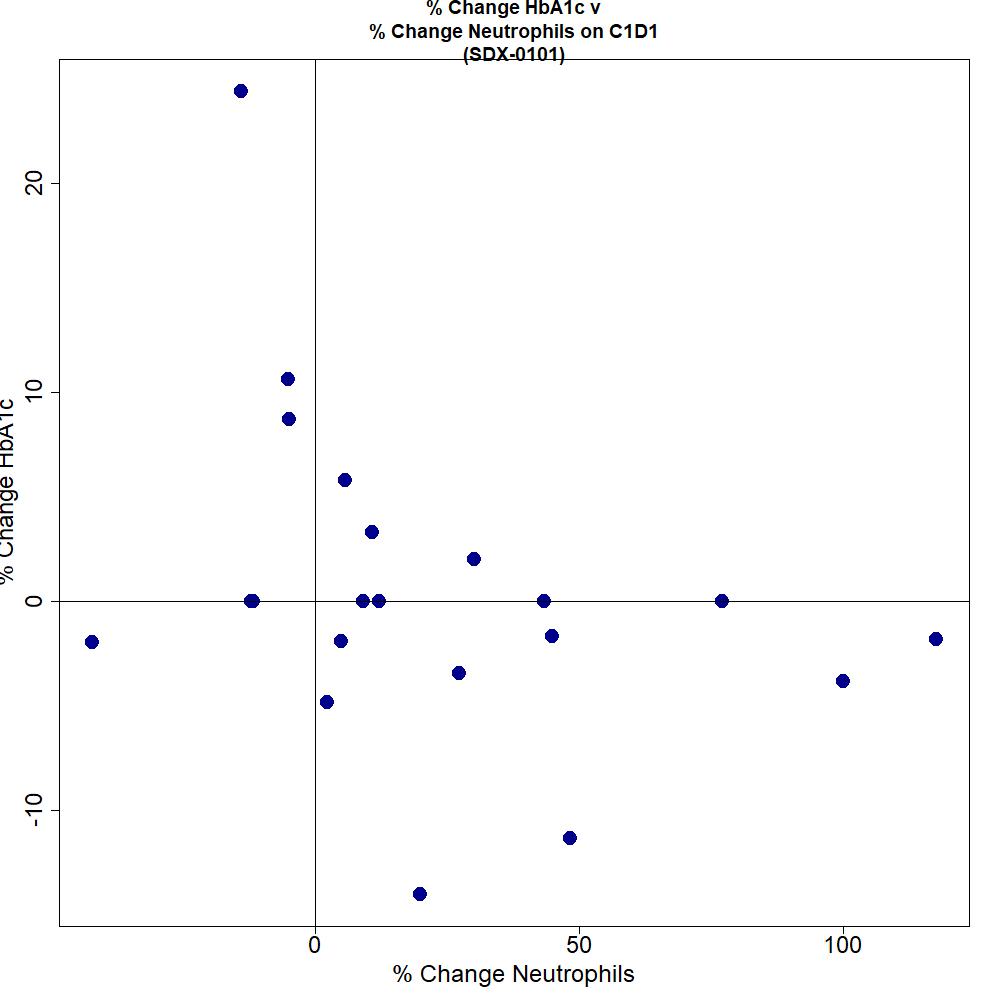 % Change HbA1c v
% Change Neutrophils on C1D1
(SDX-0101)
% Change HbA1c
20
10
0
-10
0
50
100
% Change Neutrophils